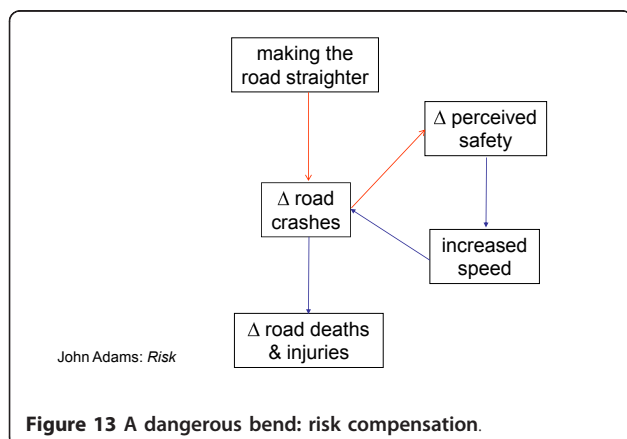 making the
road straighter
Δ perceived
safety
Δ road
crashes
increased
speed
Δ road deaths
& injuries
John Adams: Risk
Figure 13 A dangerous bend: risk compensation.